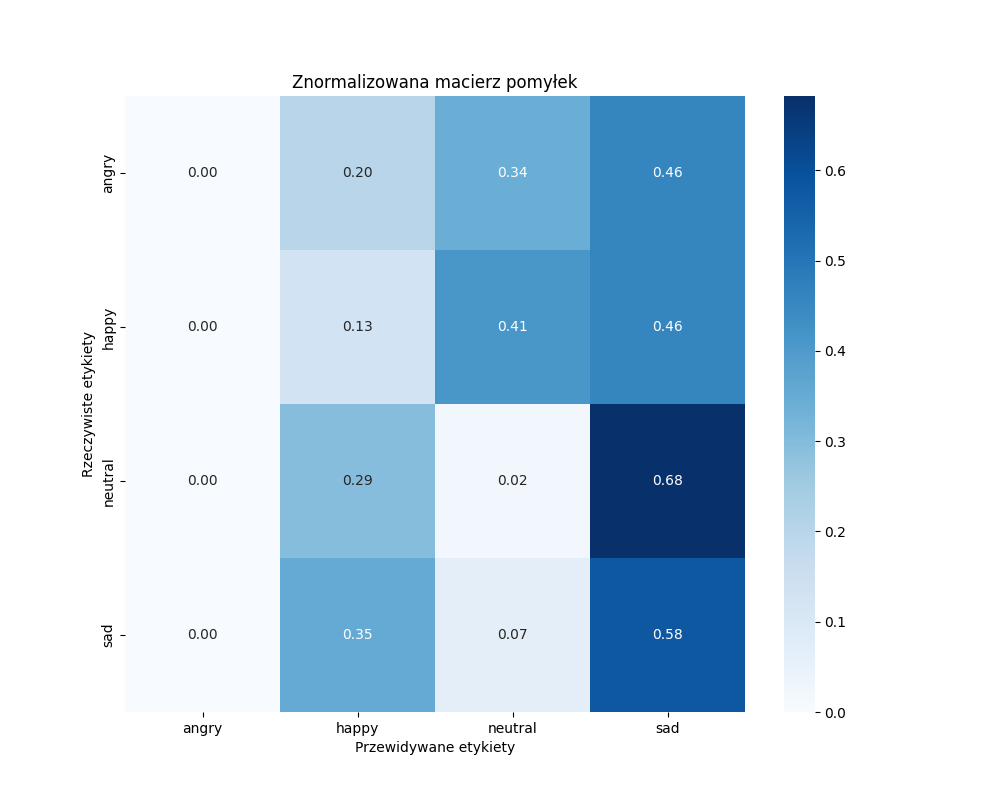 Znormalizowana macierz pomyłek
angry
0.00 0.20 0.34 0.46
0.6
0.5
happy
0.00 0.13 0.41 0.46
0.4
Rzeczywiste etykiety
0.3
neutral
0.00 0.29 0.02 0.68
0.2
0.1
sad
0.00 0.35 0.07 0.58
0.0
angry happy neutral sad
Przewidywane etykiety